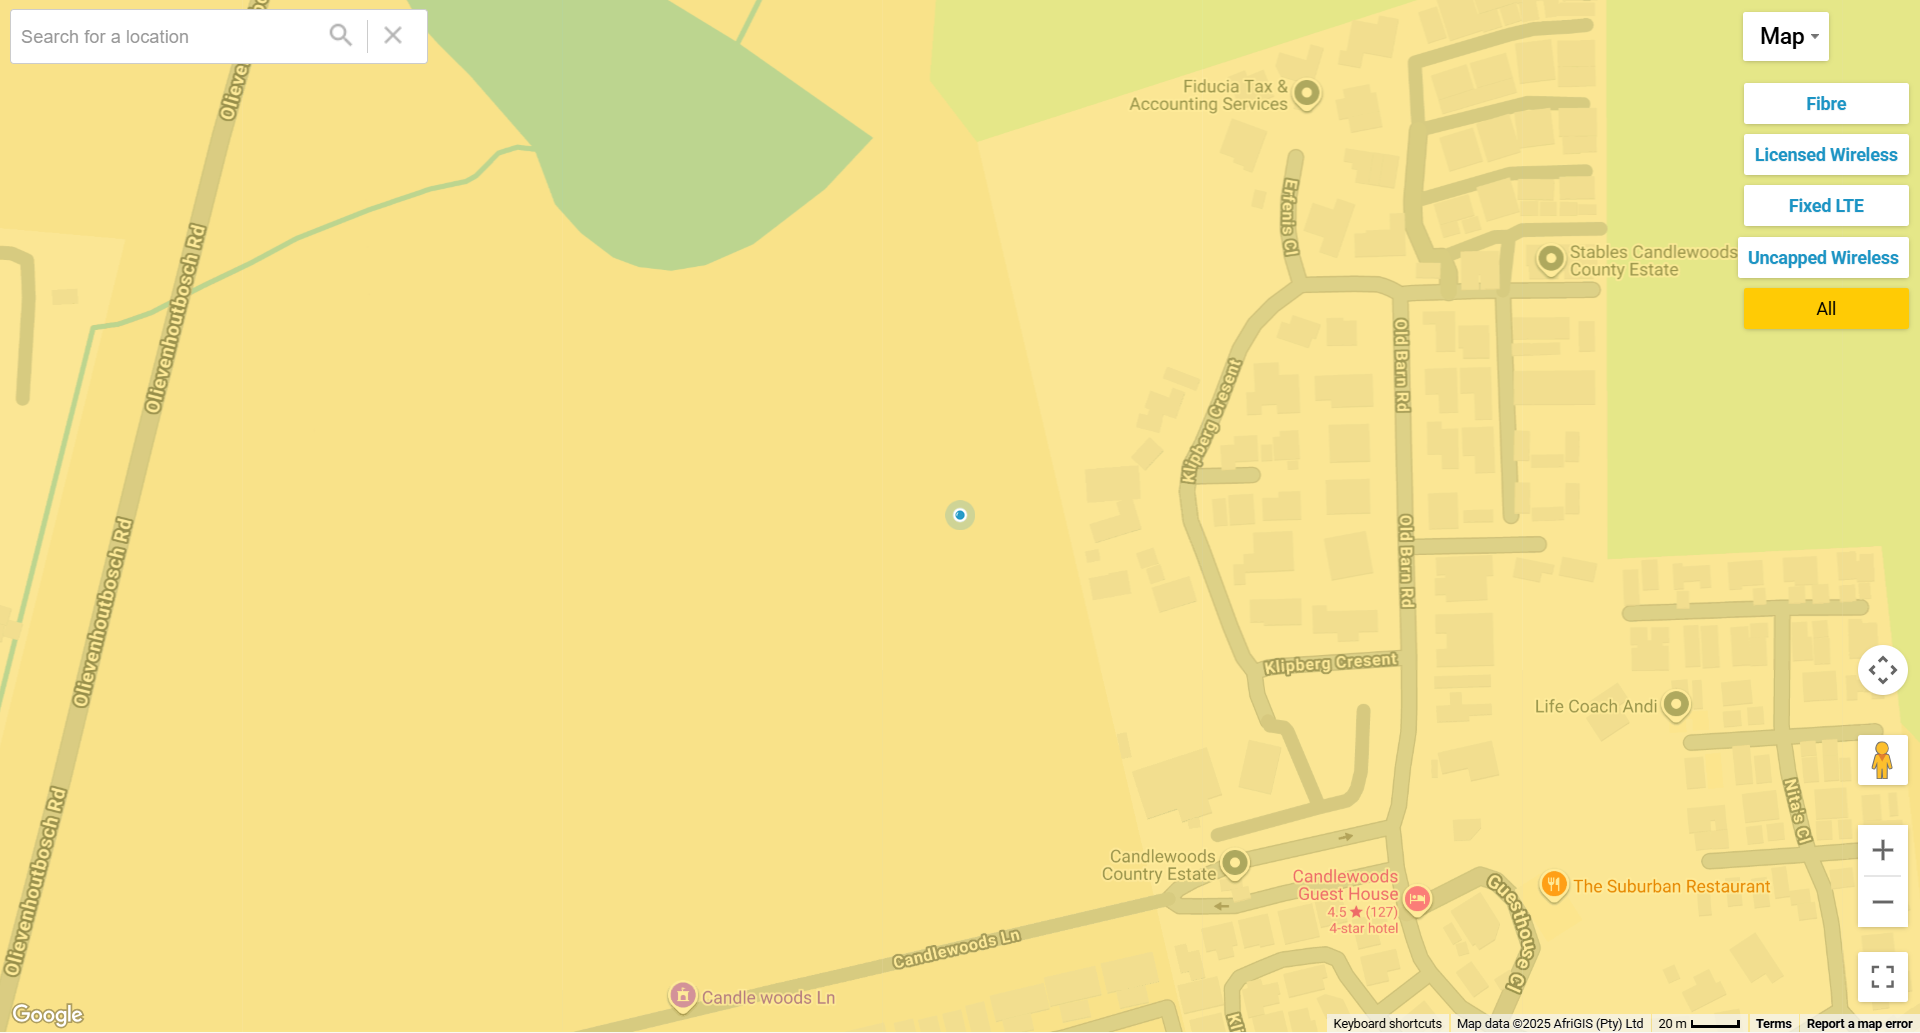 Search for a location
Map
Fibre
Licensed Wireless
Fixed LTE
Uncapped Wireless
All
Fiducia Tax &
Accounting Services
Erfenis Cl
Stables Candlewoods
County Estate
Olievenhoutbosch Rd
Olievenhoutbosch Rd
Olievenhoutbosch Rd
Klipberg Cresent
Old Barn Rd
Old Barn Rd
Klipberg Cresent
Life Coach Andi
Nita's Cl
Candlewoods
Country Estate
Candlewoods
Guest House
4.5 ★ (127)
4-star hotel
The Suburban Restaurant
Guesthouse Cl
Candlewoods Ln
Candle woods Ln
Google
Keyboard shortcuts
Map data ©2025 AfriGIS (Pty) Ltd
20 m
Terms
Report a map error